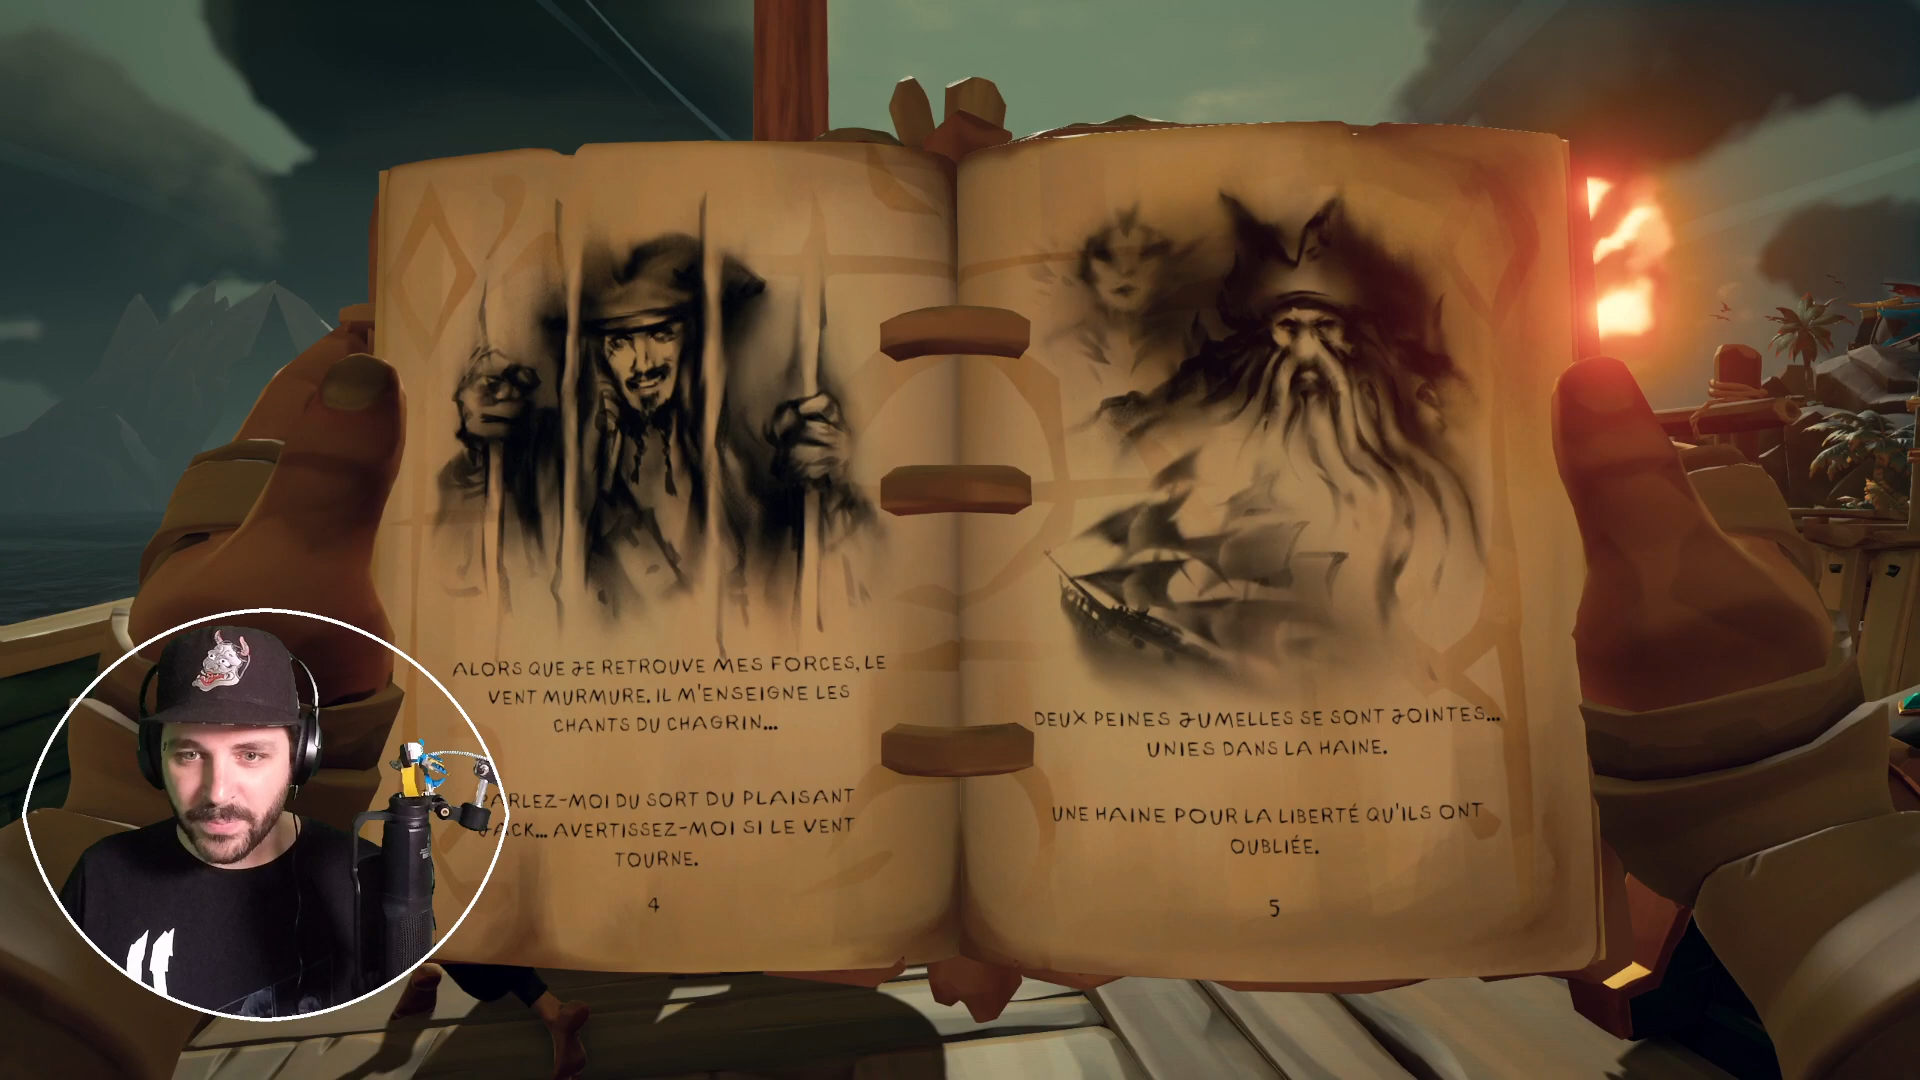 ALORS QUE JE RETROUVE MES FORCES, LE
VENT MURMURE. IL M'ENSEIGNE LES
CHANTS DU CHAGRIN...
ARLEZ-MOI DU SORT DU PLAISANT
JACK... AVERTISSEZ-MOI SI LE VENT
TOURNE.
4
DEUX PEINES JUMELLES SE SONT JOINTES...
UNIES DANS LA HAINE.
UNE HAINE POUR LA LIBERTÉ QU'ILS ONT
OUBLIÉE.
5